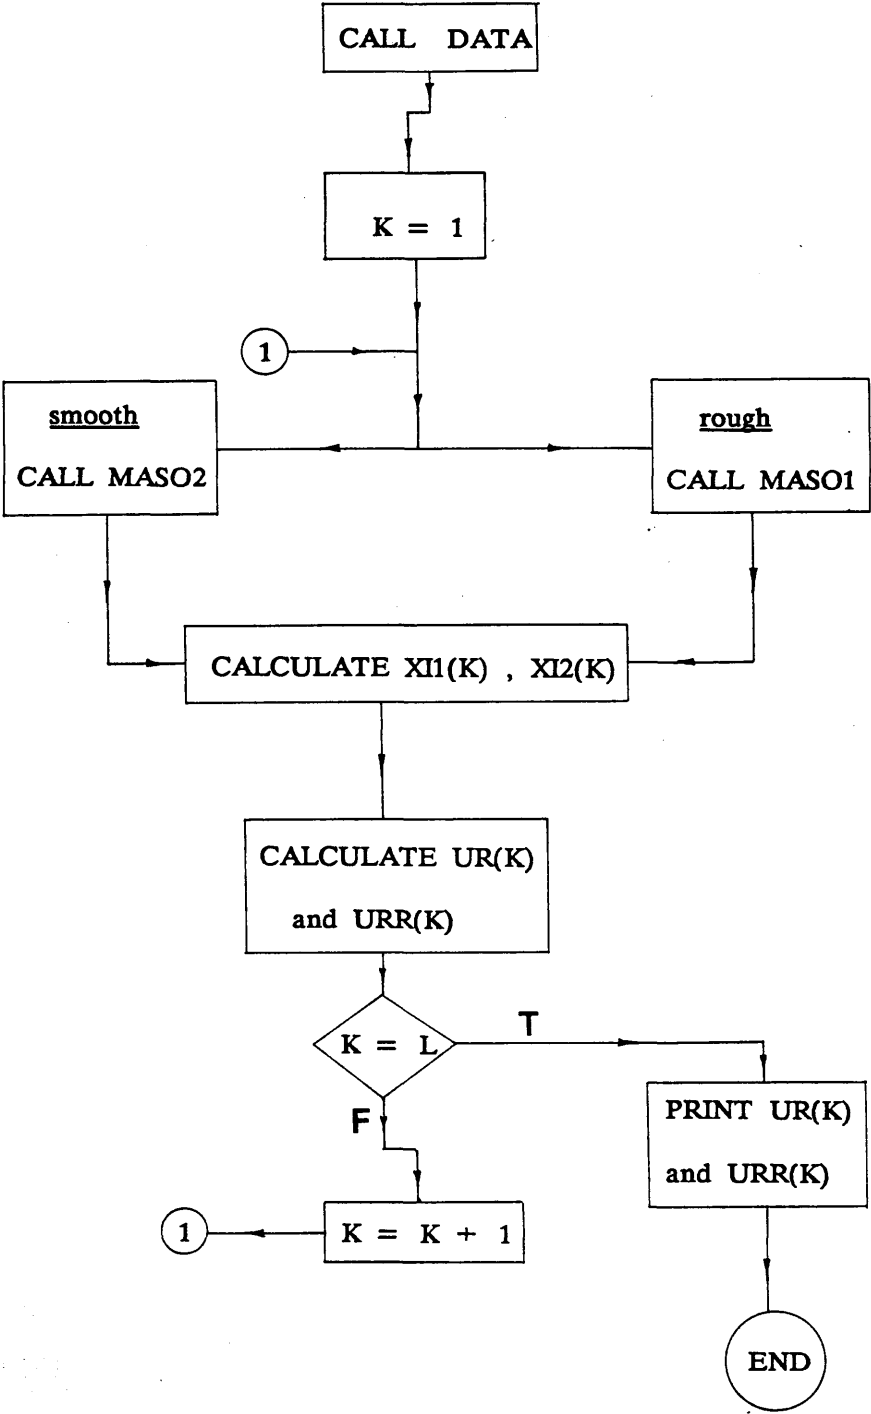 CALL DATA
K = 1
1
smooth
CALL MASO2
rough
CALL MASO1
CALCULATE XI1(K) , XI2(K)
CALCULATE UR(K)
and URR(K)
K = L
T
F
PRINT UR(K)
and URR(K)
K = K + 1
1
END